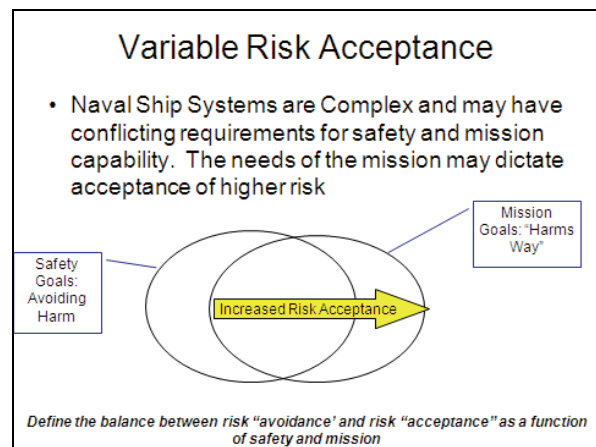 Variable Risk Acceptance
• Naval Ship Systems are Complex and may have
conflicting requirements for safety and mission
capability. The needs of the mission may dictate
acceptance of higher risk
Mission
Goals: "Harms
Way"
Safety
Goals:
Avoiding
Harm
Increased Risk Acceptance
Define the balance between risk "avoidance' and risk "acceptance" as a function
of safety and mission